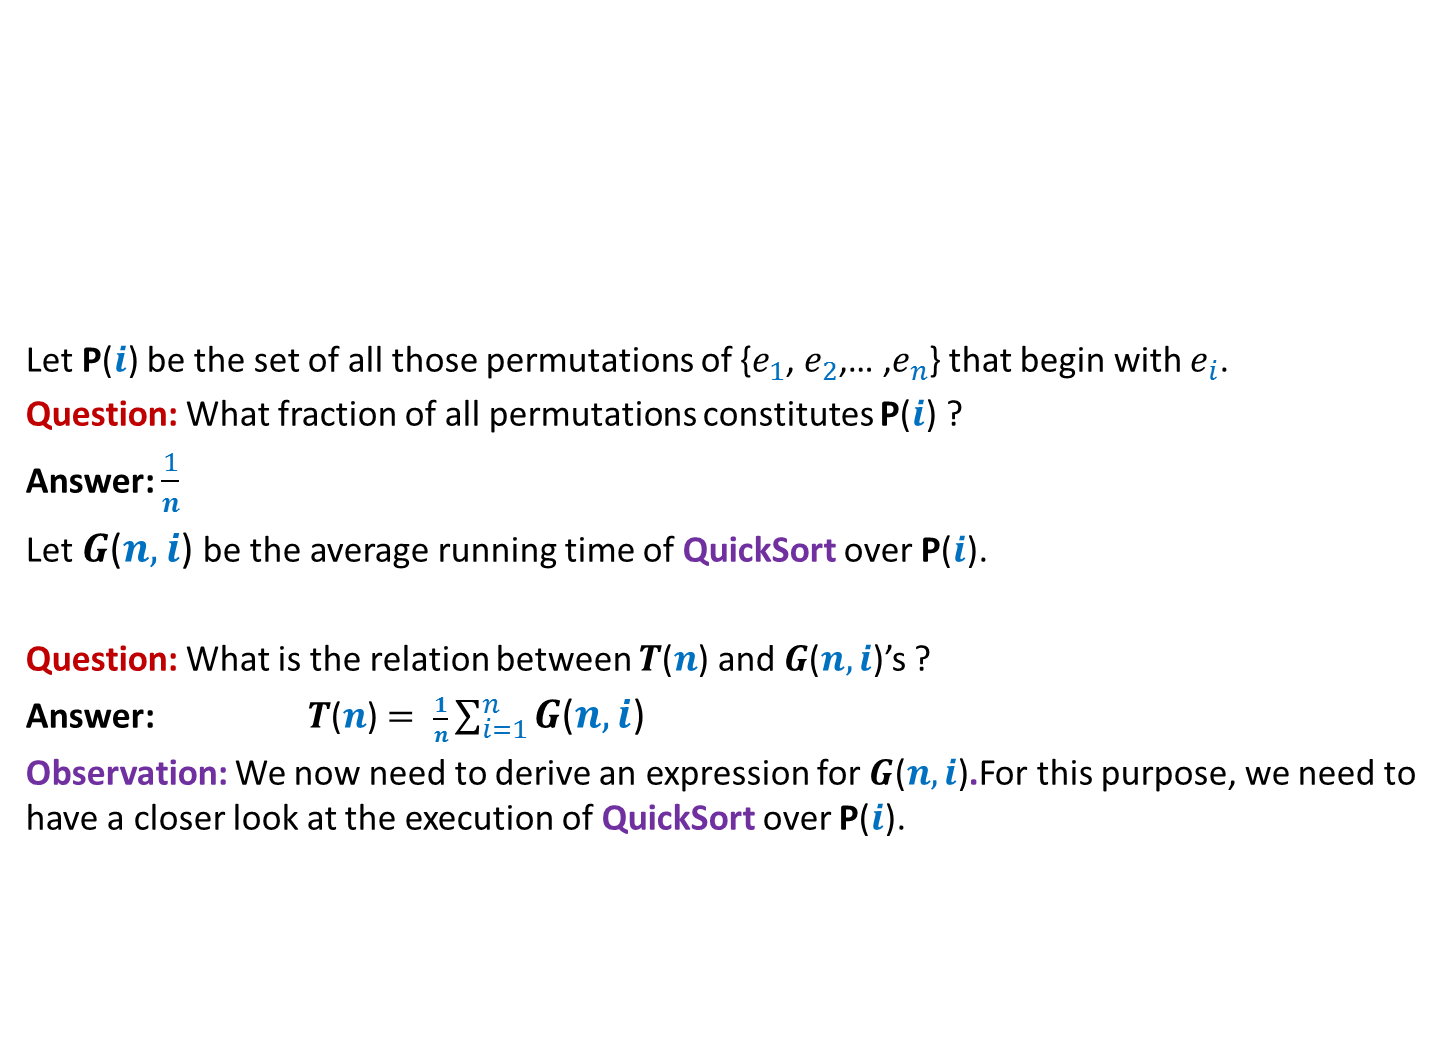 Let P(i) be the set of all those permutations of {e₁, e₂,... ,eₙ} that begin with eᵢ.
Question: What fraction of all permutations constitutes P(i) ?
Answer: 1/n
Let G(n, i) be the average running time of QuickSort over P(i).
Question: What is the relation between T(n) and G(n, i)’s ?
Answer: T(n) = 1/n ∑ⁿᵢ₌₁ G(n, i)
Observation: We now need to derive an expression for G(n, i).For this purpose, we need to
have a closer look at the execution of QuickSort over P(i).